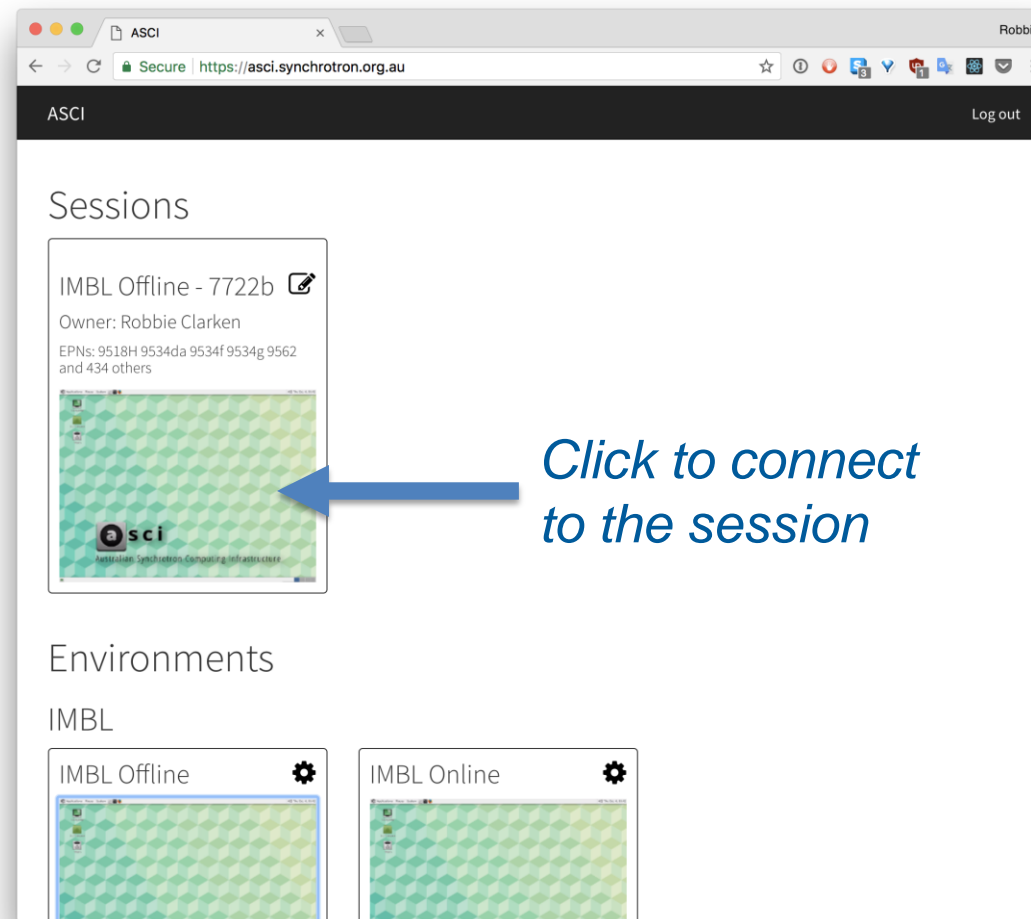 ASCI
Robbi
Secure https://asci.synchrotron.org.au
3
1
ASCI
Log out
Sessions
IMBL Offline - 7722b
Owner: Robbie Clarken
EPNs: 9518H 9534da 9534f 9534g 9562
and 434 others
asci
Australian Synchrotron Computing Infrastructure
Click to connect
to the session
Environments
IMBL
IMBL Offline
IMBL Online